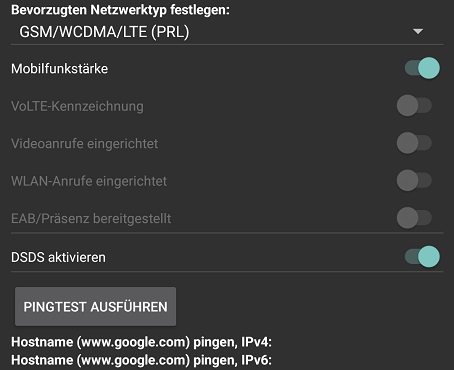 Bevorzugten Netzwerktyp festlegen:
GSM/WCDMA/LTE (PRL)
Mobilfunkstärke
VoLTE-Kennzeichnung
Videoanrufe eingerichtet
WLAN-Anrufe eingerichtet
EAB/Präsenz bereitgestellt
DSDS aktivieren
PINGTEST AUSFÜHREN
Hostname (www.google.com) pingen, IPv4:
Hostname (www.google.com) pingen, IPv6: